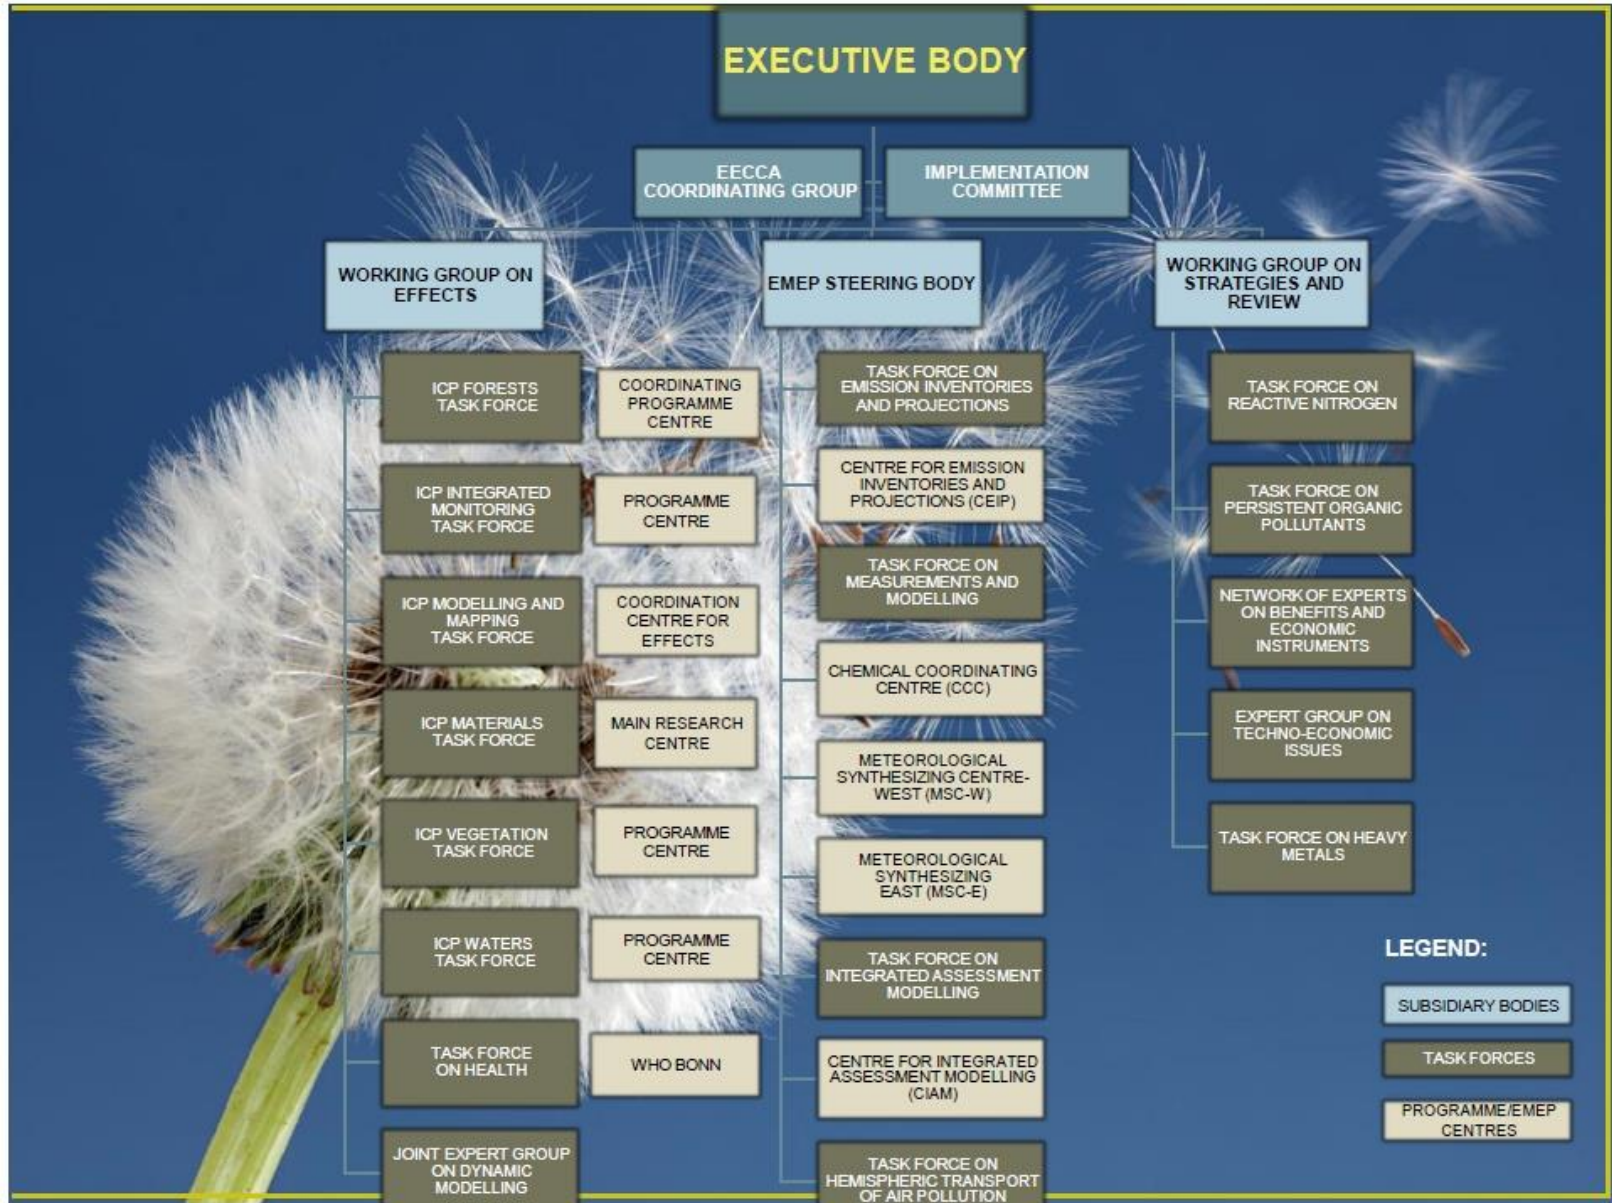 EXECUTIVE BODY
EECCA
COORDINATING GROUP
IMPLEMENTATION
COMMITTEE
WORKING GROUP ON
EFFECTS
ICP FORESTS
TASK FORCE
COORDINATING
PROGRAMME
CENTRE
ICP INTEGRATED
MONITORING
TASK FORCE
PROGRAMME
CENTRE
ICP MODELLING AND
MAPPING
TASK FORCE
COORDINATION
CENTRE FOR
EFFECTS
ICP MATERIALS
TASK FORCE
MAIN RESEARCH
CENTRE
ICP VEGETATION
TASK FORCE
PROGRAMME
CENTRE
ICP WATERS
TASK FORCE
PROGRAMME
CENTRE
TASK FORCE
ON HEALTH
WHO BONN
JOINT EXPERT GROUP
ON DYNAMIC
MODELLING
EMEP STEERING BODY
TASK FORCE ON
EMISSION INVENTORIES
AND PROJECTIONS
CENTRE FOR EMISSION
INVENTORIES AND
PROJECTIONS (CEIP)
TASK FORCE ON
MEASUREMENTS AND
MODELLING
CHEMICAL COORDINATING
CENTRE (CCC)
METEOROLOGICAL
SYNTHESIZING CENTRE-
WEST (MSC-W)
METEOROLOGICAL
SYNTHESIZING
EAST (MSC-E)
TASK FORCE ON
INTEGRATED ASSESSMENT
MODELLING
CENTRE FOR INTEGRATED
ASSESSMENT MODELLING
(CIAM)
TASK FORCE ON
HEMISPHERIC TRANSPORT
OF AIR POLLUTION
WORKING GROUP ON
STRATEGIES AND
REVIEW
TASK FORCE ON
REACTIVE NITROGEN
TASK FORCE ON
PERSISTENT ORGANIC
POLLUTANTS
NETWORK OF EXPERTS
ON BENEFITS AND
ECONOMIC
INSTRUMENTS
EXPERT GROUP ON
TECHNO-ECONOMIC
ISSUES
TASK FORCE ON HEAVY
METALS
LEGEND:
SUBSIDIARY BODIES
TASK FORCES
PROGRAMME/EMEP
CENTRES